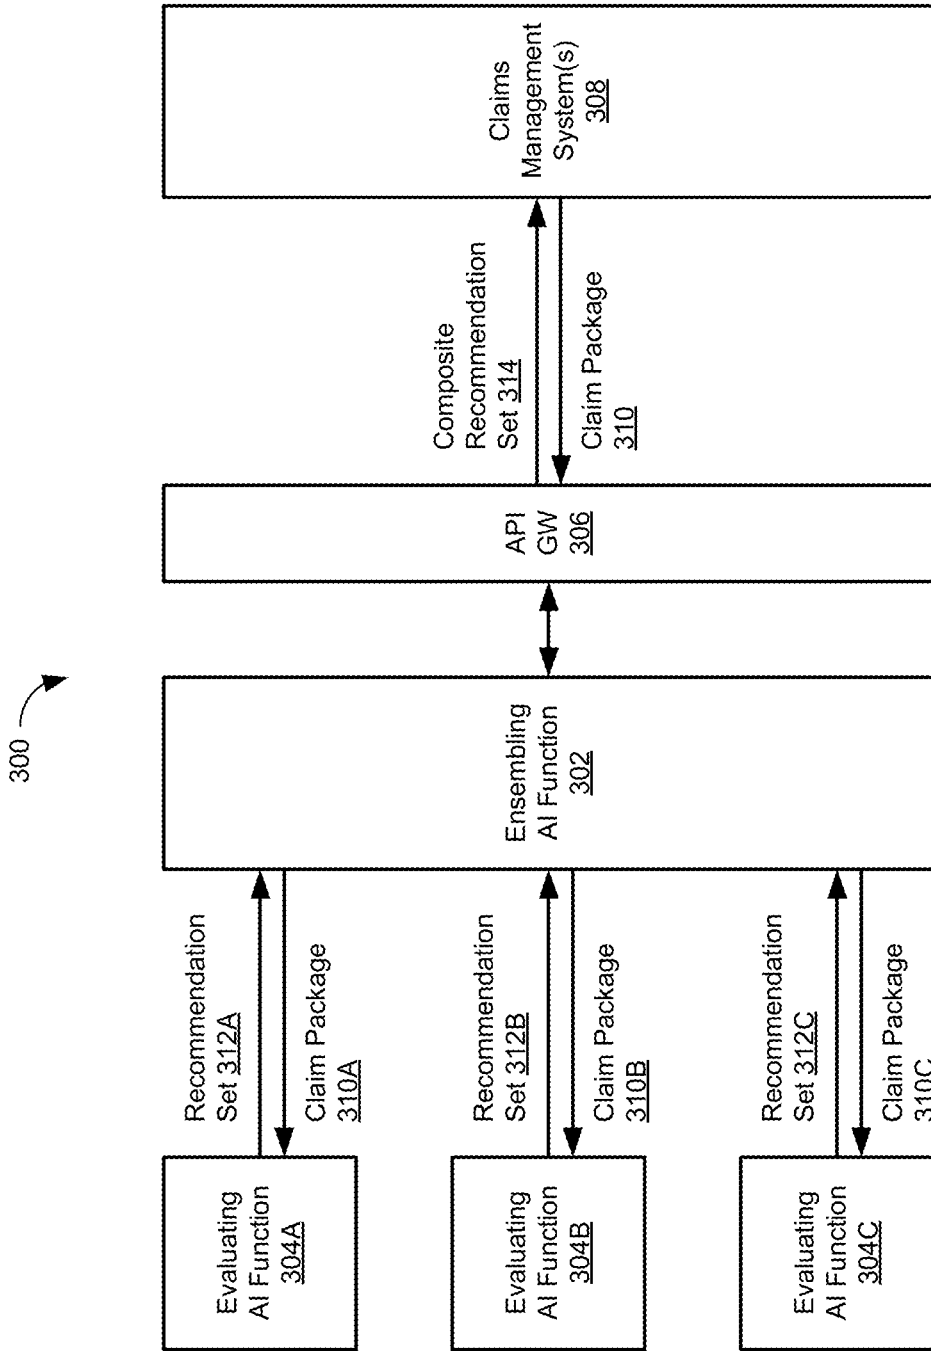 300
Evaluating
AI Function
304A
Recommendation
Set 312A
Claim Package
310A
Evaluating
AI Function
304B
Recommendation
Set 312B
Claim Package
310B
Evaluating
AI Function
304C
Recommendation
Set 312C
Claim Package
310C
Ensembling
AI Function
302
API
GW
306
Composite
Recommendation
Set 314
Claim Package
310
Claims
Management
System(s)
308